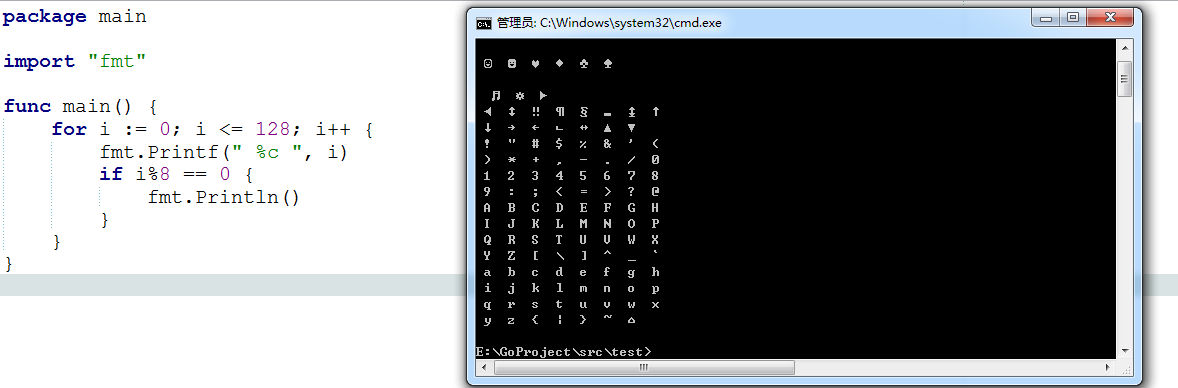 package main
import "fmt"
func main() {
    for i := 0; i <= 128; i++ {
        fmt.Printf(" %c ", i)
        if i%8 == 0 {
            fmt.Println()
        }
    }
}
管理员: C:\Windows\system32\cmd.exe
☺ ☻ ♥ ♦ ♣ ♠
♫ ☼ ►
◄ ↕ ‼ ¶ § ▬ ↨ ↑
↓ → ← ∟ ↔ ▲ ▼
! " # $ % & ' (
) * + , - . / 0
1 2 3 4 5 6 7 8
9 : ; < = > ? @
A B C D E F G H
I J K L M N O P
Q R S T U V W X
Y Z [ \ ] ^ _ `
a b c d e f g h
i j k l m n o p
q r s t u v w x
y z { ¦ } ~ ⌂
E:\GoProject\src\test>